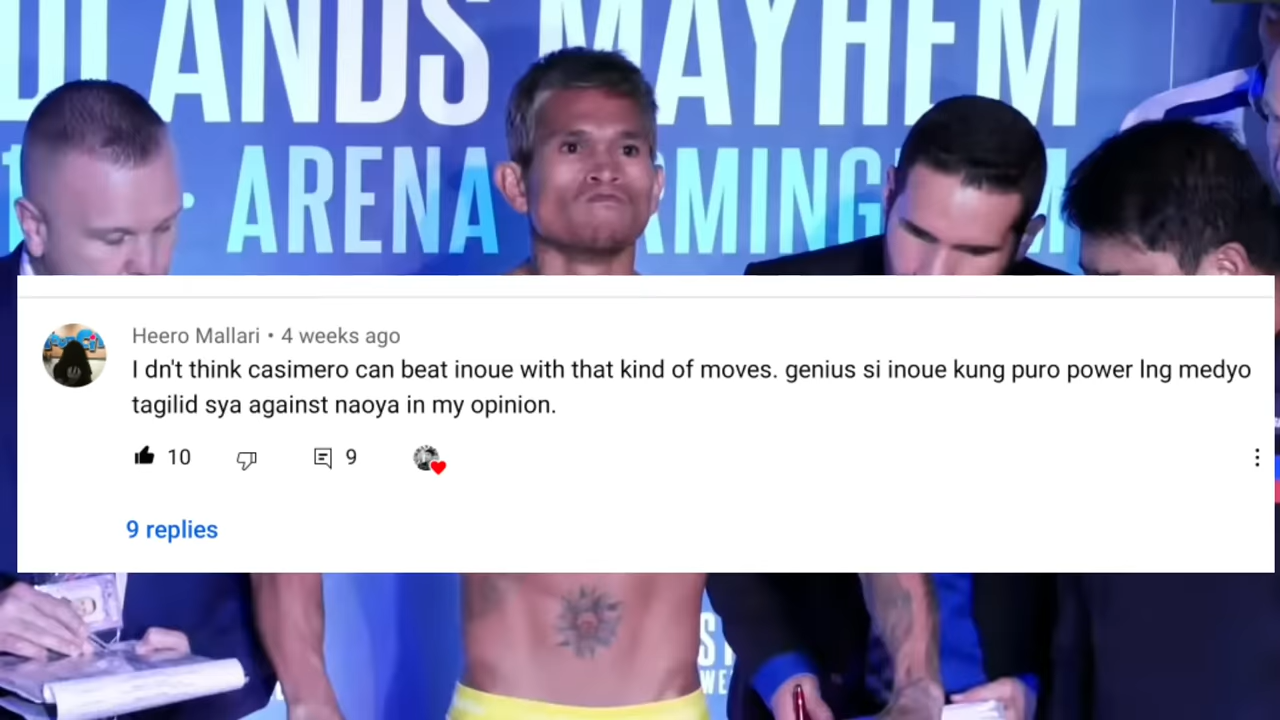 DLANDS MAYHEM
· ARENA
Heero Mallari • 4 weeks ago
I dn't think casimero can beat inoue with that kind of moves. genius si inoue kung puro power lng medyo
tagilid sya against naoya in my opinion.
10
9
9 replies